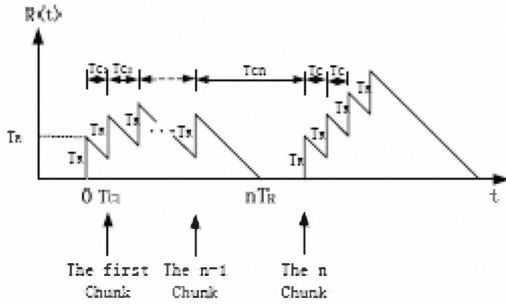 R(t)
Tc₁ Tc₂ Tcn Tc Tc
TR TR TR TR ... TR TR TR TR TR
0 TC1 nTR t
The first Chunk
The n-1 Chunk
The n Chunk